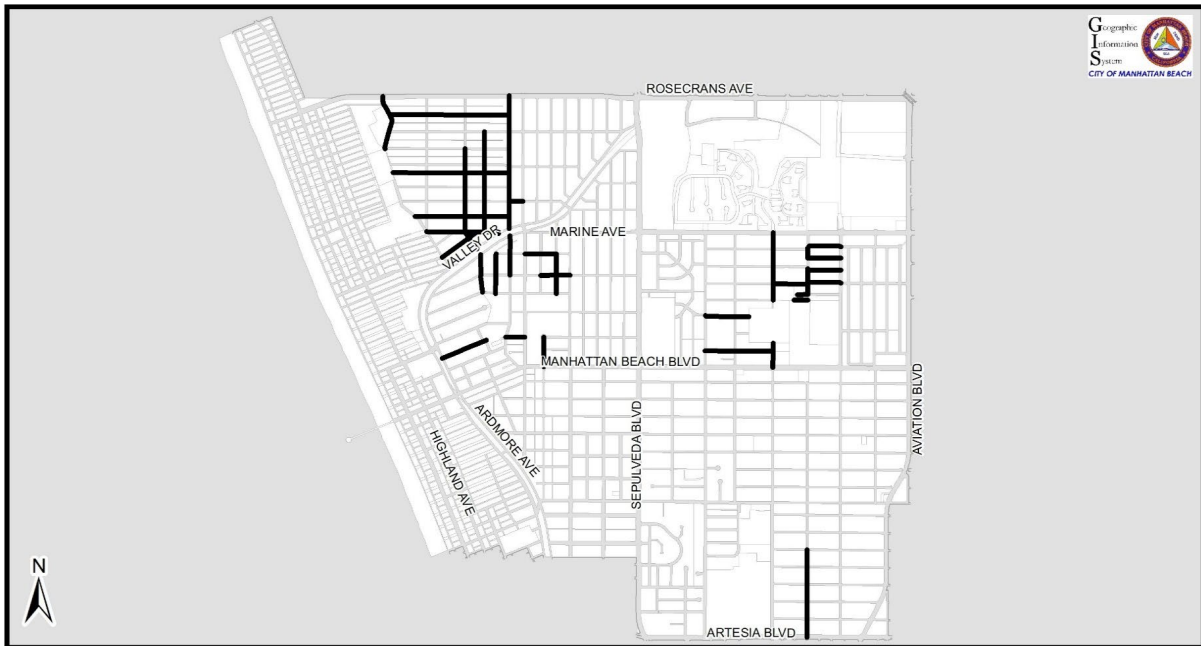 Geographic
Information
System
CITY OF MANHATTAN BEACH
ROSECRANS AVE
MARINE AVE
VALLEY DR
MANHATTAN BEACH BLVD
ARDMORE AVE
HIGHLAND AVE
SEPULVEDA BLVD
AVIATION BLVD
N
ARTESIA BLVD